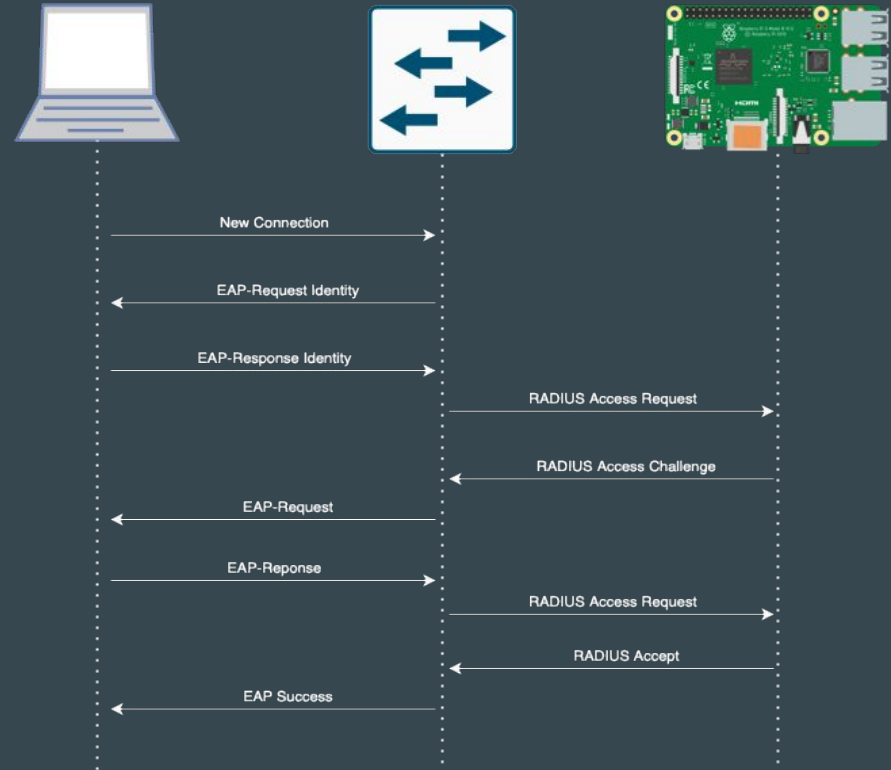 HDMI
New Connection
EAP-Request Identity
EAP-Response Identity
RADIUS Access Request
RADIUS Access Challenge
EAP-Request
EAP-Reponse
RADIUS Access Request
RADIUS Accept
EAP Success